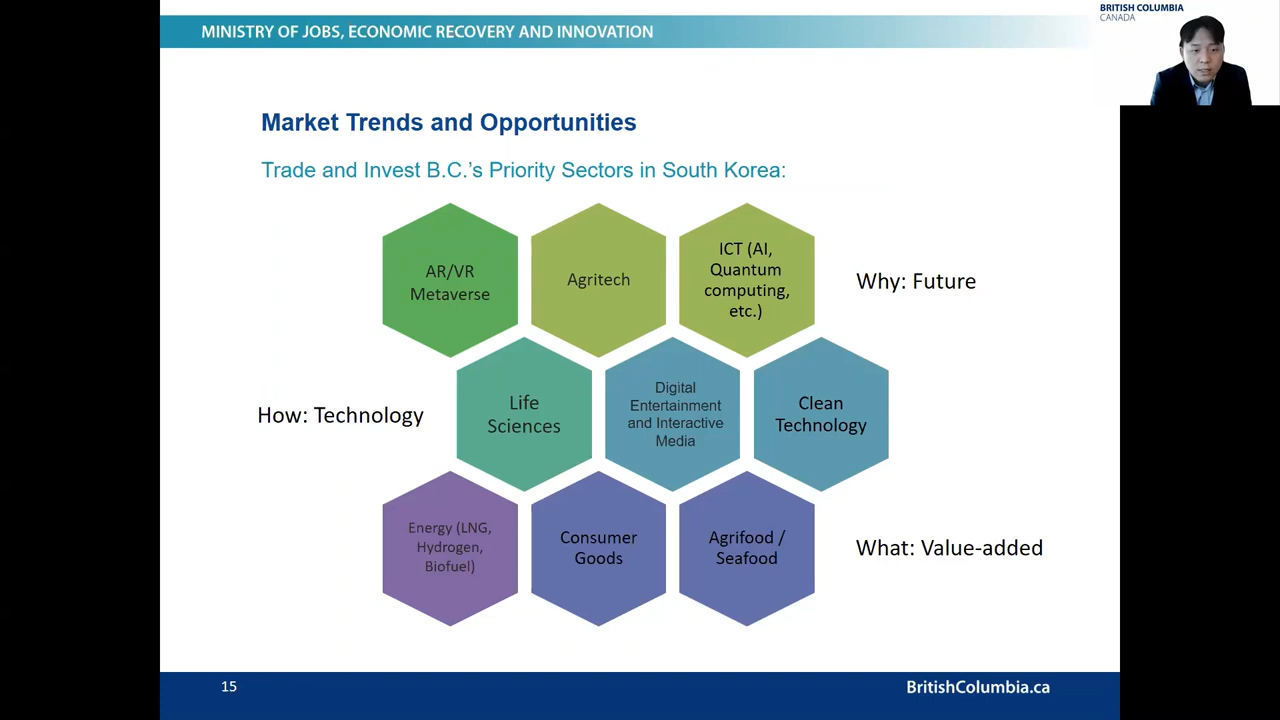 BRITISH COLUMBIA
CANADA
MINISTRY OF JOBS, ECONOMIC RECOVERY AND INNOVATION
Market Trends and Opportunities
Trade and Invest B.C.’s Priority Sectors in South Korea:
AR/VR
Metaverse
Agritech
ICT (AI,
Quantum
computing,
etc.)
Why: Future
How: Technology
Life
Sciences
Digital
Entertainment
and Interactive
Media
Clean
Technology
Energy (LNG,
Hydrogen,
Biofuel)
Consumer
Goods
Agrifood /
Seafood
What: Value-added
15
BritishColumbia.ca